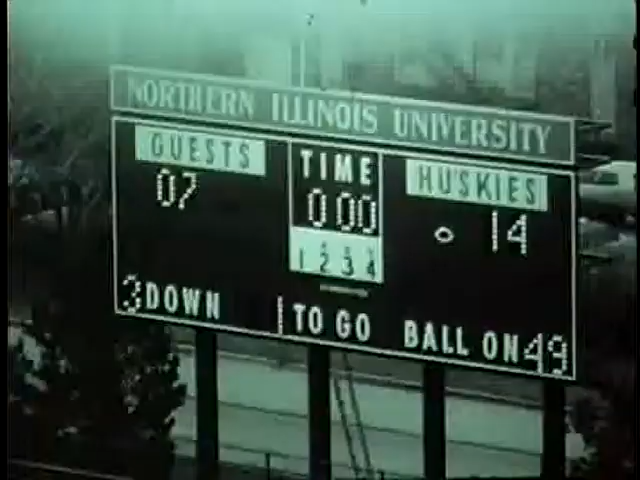 NORTHERN ILLINOIS UNIVERSITY
GUESTS TIME HUSKIES
07 0:00 14
1 2 3 4
3 DOWN 1 TO GO BALL ON 49